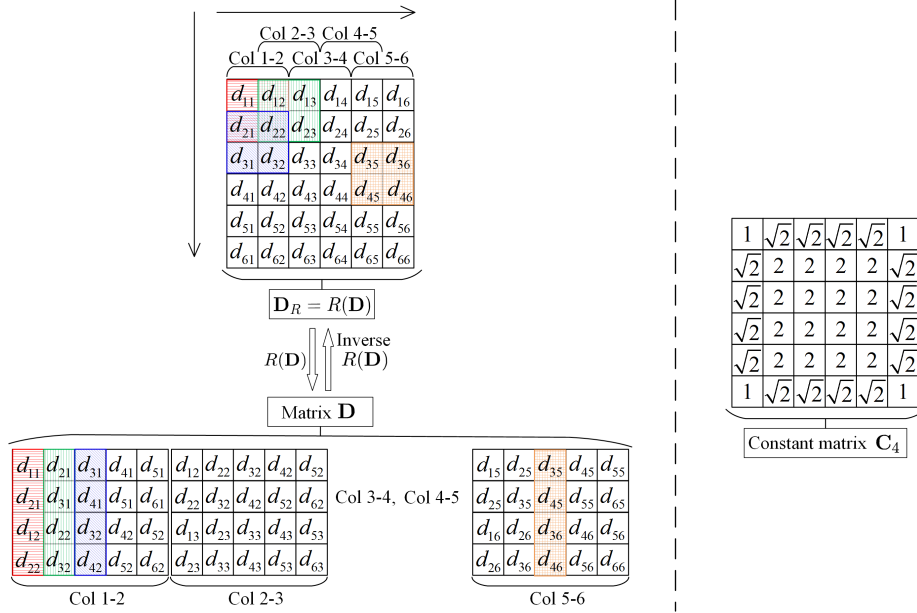 Col 2-3 Col 4-5
Col 1-2 Col 3-4 Col 5-6
d11 d12 d13 d14 d15 d16
d21 d22 d23 d24 d25 d26
d31 d32 d33 d34 d35 d36
d41 d42 d43 d44 d45 d46
d51 d52 d53 d54 d55 d56
d61 d62 d63 d64 d65 d66
D_R = R(D)
R(D)
Inverse
R(D)
Matrix D
d11 d21 d31 d41 d51 d12 d22 d32 d42 d52 d15 d25 d35 d45 d55
d21 d31 d41 d51 d61 d22 d32 d42 d52 d62 Col 3-4, Col 4-5 d25 d35 d45 d55 d65
d12 d22 d32 d42 d52 d13 d23 d33 d43 d53 d16 d26 d36 d46 d56
d22 d32 d42 d52 d62 d23 d33 d43 d53 d63 d26 d36 d46 d56 d66
Col 1-2 Col 2-3 Col 5-6
1 √2 √2 √2 √2 1
√2 2 2 2 2 √2
√2 2 2 2 2 √2
√2 2 2 2 2 √2
√2 2 2 2 2 √2
1 √2 √2 √2 √2 1
Constant matrix C4